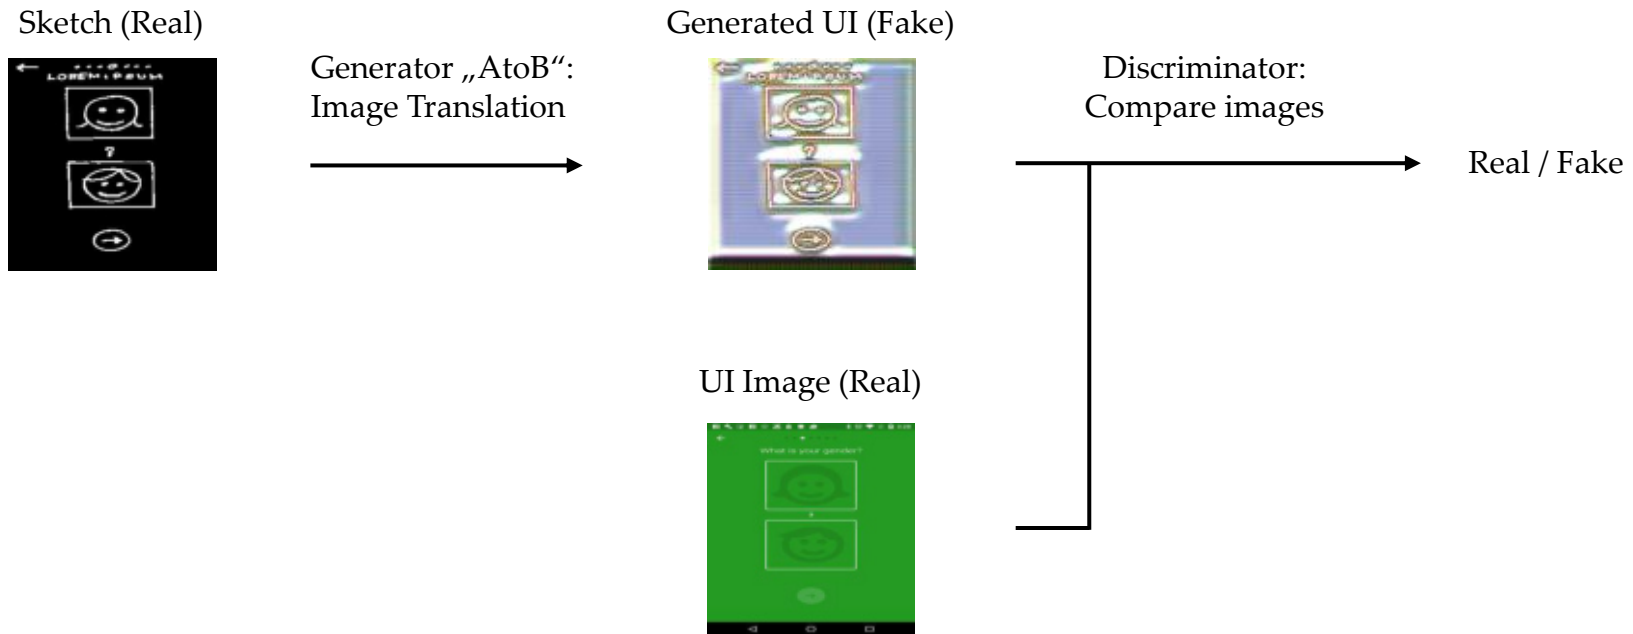 Sketch (Real)
Generated UI (Fake)
Generator „AtoB“:
Image Translation
Discriminator:
Compare images
Real / Fake
LOREM IPSUM
?
?
UI Image (Real)
What is your gender?